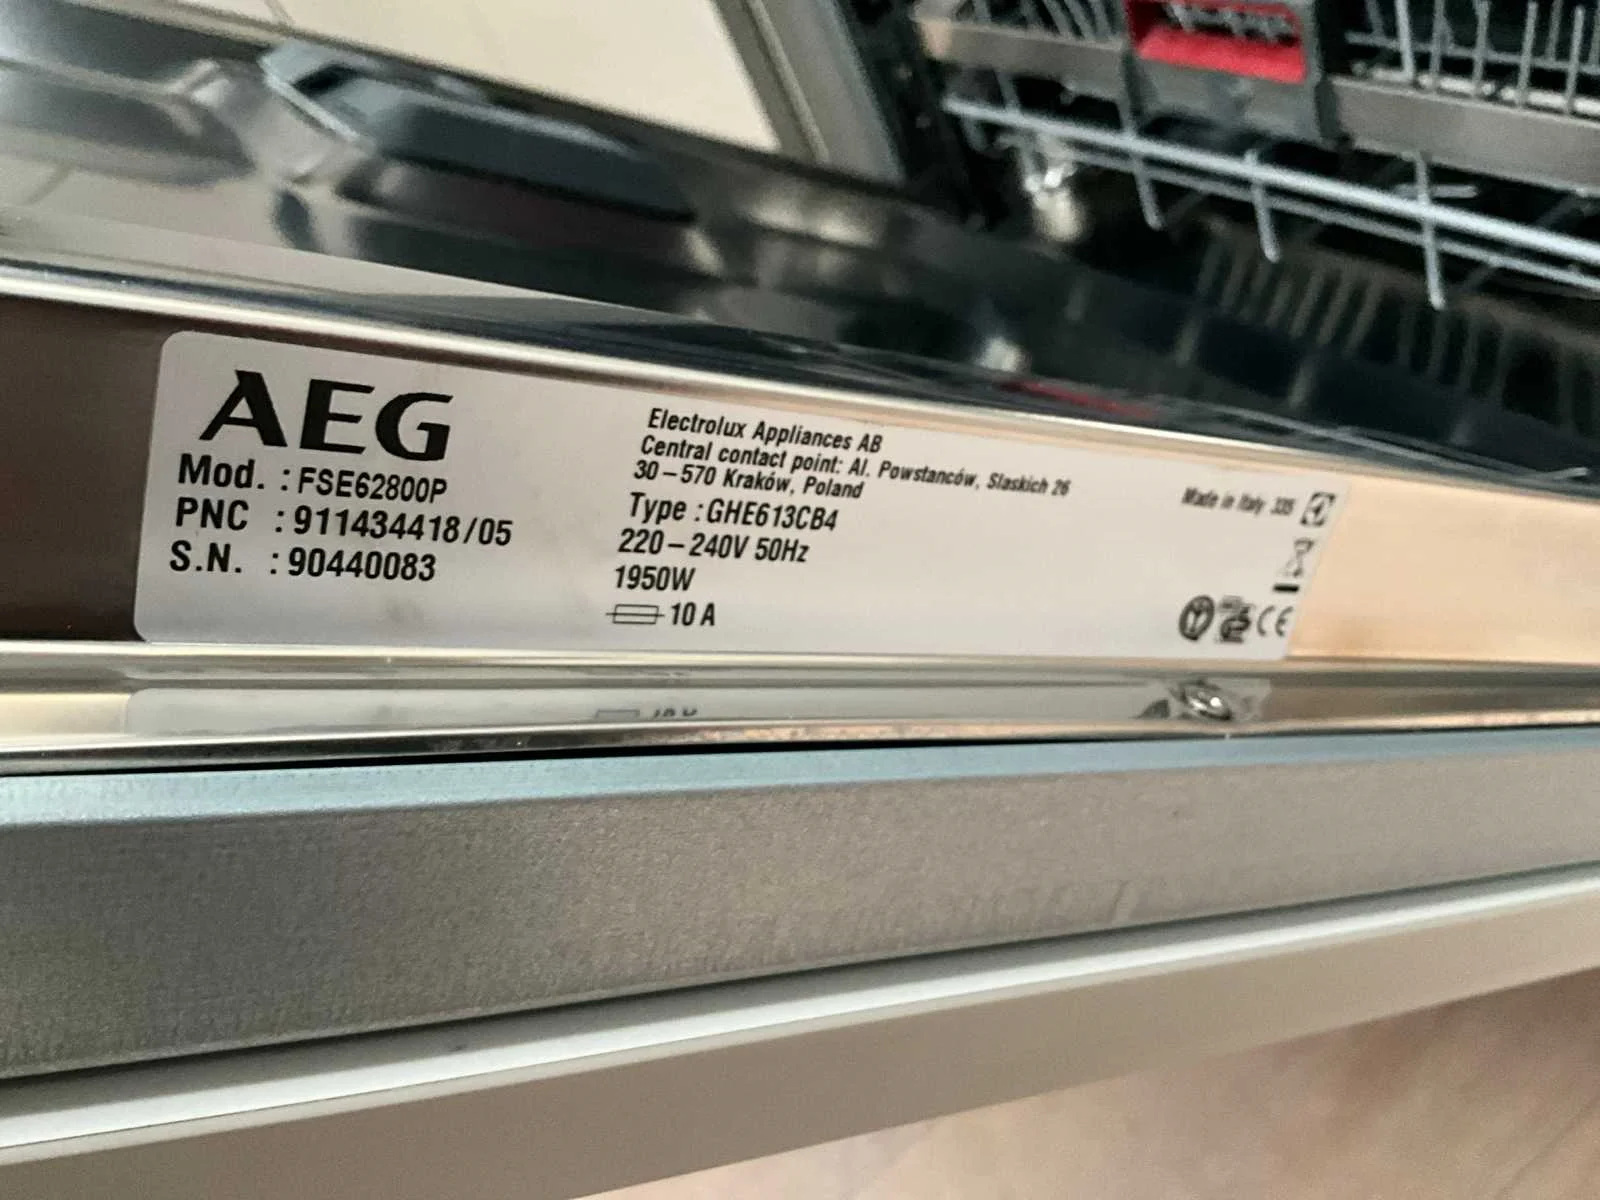 AEG
Mod. : FSE62800P
PNC : 911434418/05
S.N. : 90440083
Electrolux Appliances AB
Central contact point: Al. Powstanców, Slaskich 26
30-570 Kraków, Poland
Type : GHE613CB4
220-240V 50Hz
1950W
10 A
Made in Italy 335
CE